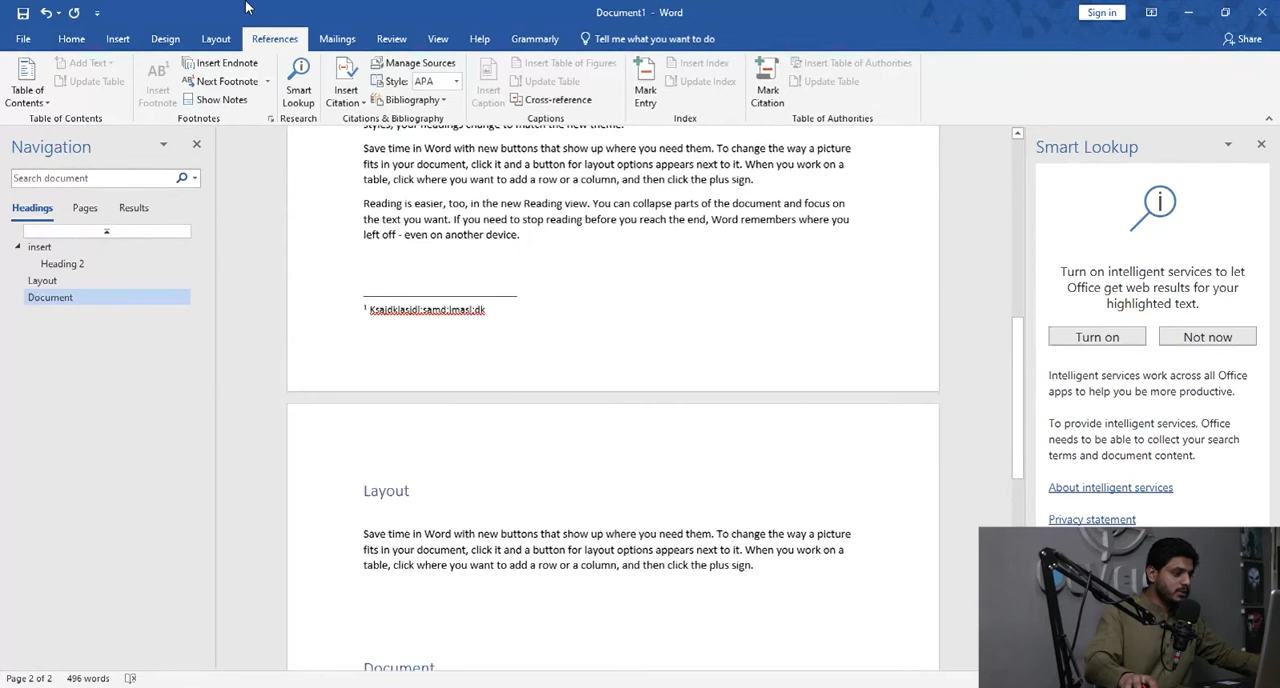 Document1 - Word
Sign in
File Home Insert Design Layout References Mailings Review View Help Grammarly Tell me what you want to do Share
Table of Contents
Add Text
Update Table
Table of Contents
AB¹ Insert Footnote
Insert Endnote
Next Footnote
Show Notes
Footnotes
Smart Lookup
Research
Insert Citation
Manage Sources
Style: APA
Bibliography
Citations & Bibliography
Insert Caption
Insert Table of Figures
Update Table
Cross-reference
Captions
Mark Entry
Insert Index
Update Index
Index
Mark Citation
Insert Table of Authorities
Update Table
Table of Authorities
Navigation
Search document
Headings Pages Results
insert
Heading 2
Layout
Document
styles, your headings change to match the new theme.
Save time in Word with new buttons that show up where you need them. To change the way a picture
fits in your document, click it and a button for layout options appears next to it. When you work on a
table, click where you want to add a row or a column, and then click the plus sign.
Reading is easier, too, in the new Reading view. You can collapse parts of the document and focus on
the text you want. If you need to stop reading before you reach the end, Word remembers where you
left off - even on another device.
¹ Ksajdklasjdl;samd;lmasl;dk
Layout
Save time in Word with new buttons that show up where you need them. To change the way a picture
fits in your document, click it and a button for layout options appears next to it. When you work on a
table, click where you want to add a row or a column, and then click the plus sign.
Document
Smart Lookup
Turn on intelligent services to let
Office get web results for your
highlighted text.
Turn on Not now
Intelligent services work across all Office
apps to help you be more productive.
To provide intelligent services, Office
needs to be able to collect your search
terms and document content.
About intelligent services
Privacy statement
Page 2 of 2 496 words